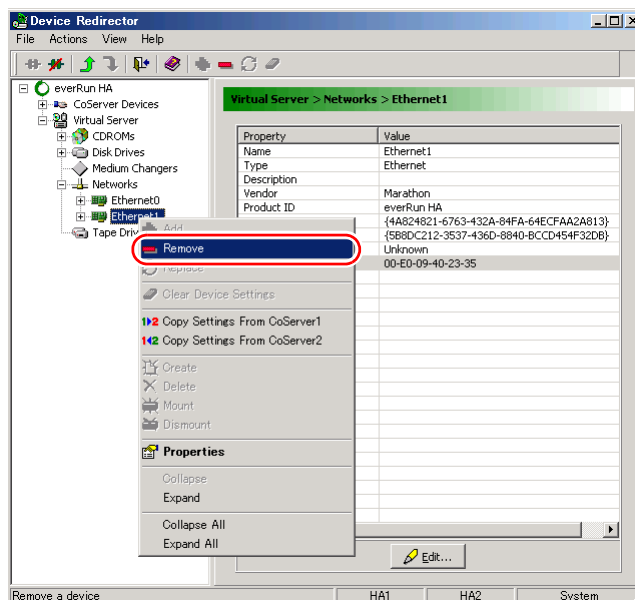 Device Redirector
File Actions View Help
everRun HA
CoServer Devices
Virtual Server
CDROMs
Disk Drives
Medium Changers
Networks
Ethernet0
Ethernet1
Tape Driv
Virtual Server > Networks > Ethernet1
Property Value
Name Ethernet1
Type Ethernet
Description
Vendor Marathon
Product ID everRun HA
{4A824821-6763-432A-84FA-64ECFAA2A813}
{5B8DC212-3537-436D-8840-BCCD454F32DB}
Unknown
00-E0-09-40-23-35
Add
Remove
Replace
Clear Device Settings
Copy Settings From CoServer1
Copy Settings From CoServer2
Create
Delete
Mount
Dismount
Properties
Collapse
Expand
Collapse All
Expand All
Edit...
Remove a device HA1 HA2 System